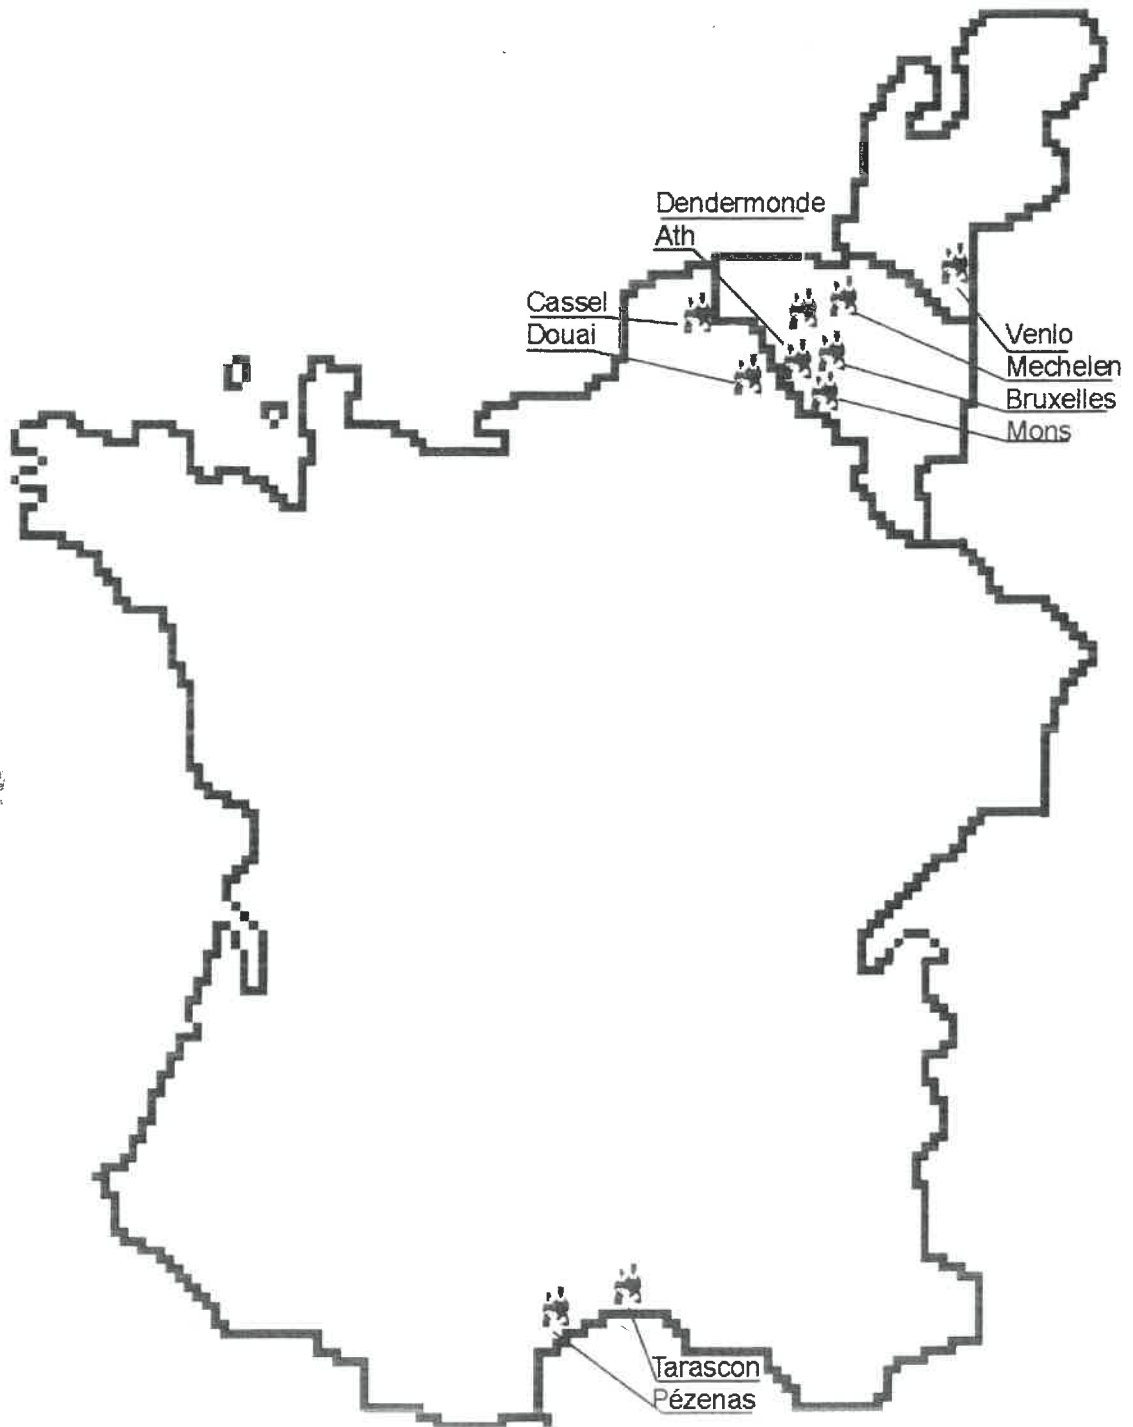 Dendermonde
Ath
Cassel
Douai
Venlo
Mechelen
Bruxelles
Mons
Tarascon
Pézenas